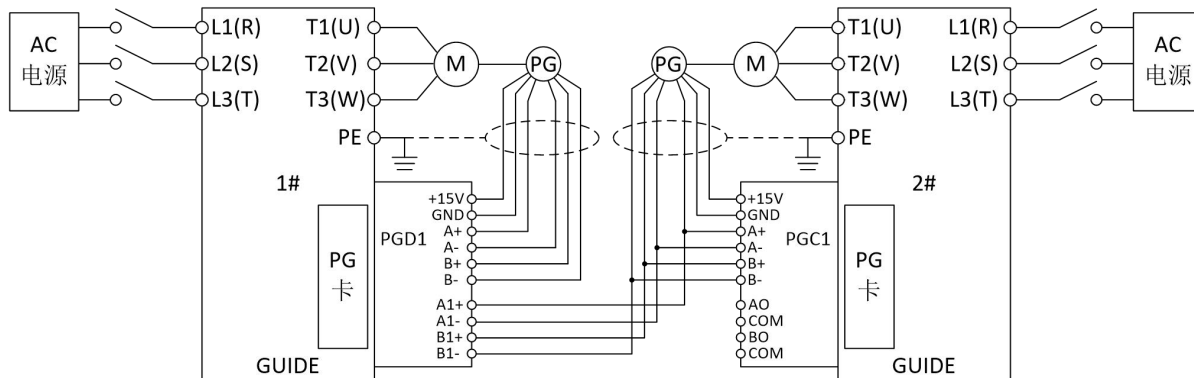 AC
电源
L1(R)
L2(S)
L3(T)
T1(U)
T2(V)
T3(W)
PE
M
PG
1#
PG
卡
PGD1
+15V
GND
A+
A-
B+
B-
A1+
A1-
B1+
B1-
GUIDE
PG
M
T1(U)
T2(V)
T3(W)
PE
L1(R)
L2(S)
L3(T)
AC
电源
2#
+15V
GND
A+
A-
B+
B-
AO
COM
BO
COM
PGC1
PG
卡
GUIDE